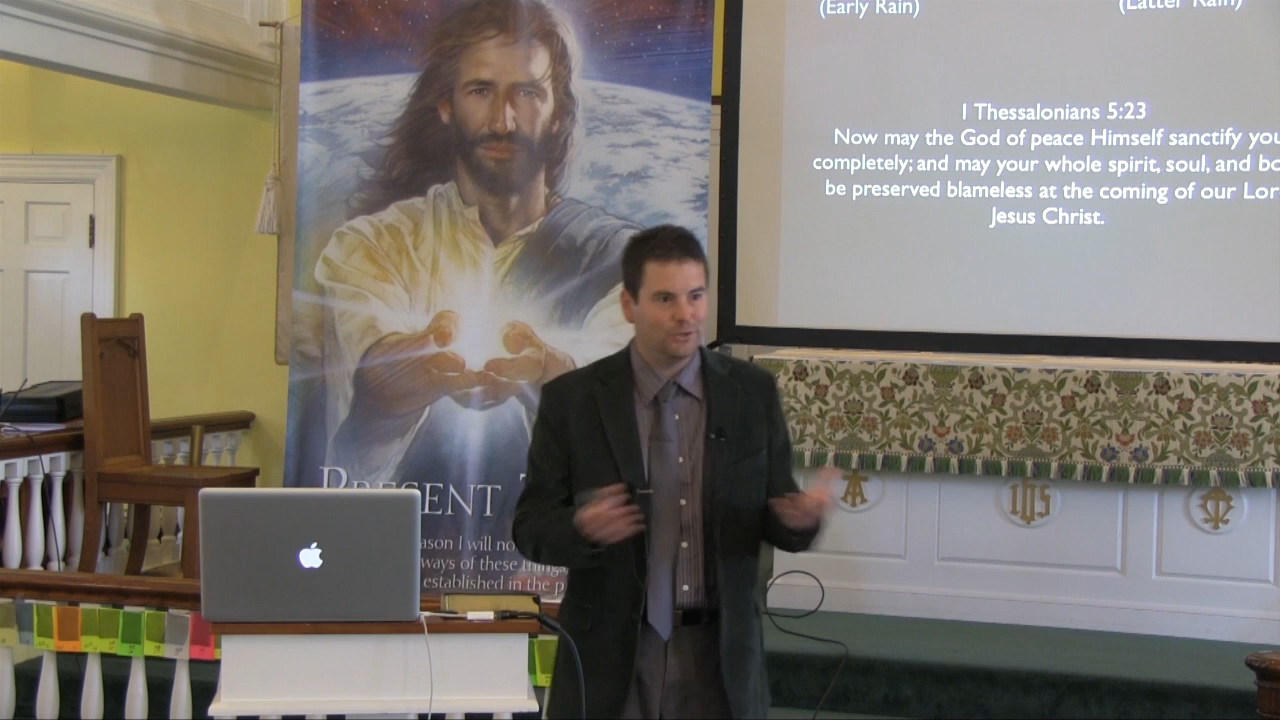 (Early Rain)
(Latter Rain)
1 Thessalonians 5:23
Now may the God of peace Himself sanctify you
completely; and may your whole spirit, soul, and bo
be preserved blameless at the coming of our Lor
Jesus Christ.
PRESENT T
ason I will no
ways of these things,
established in the p
IHS